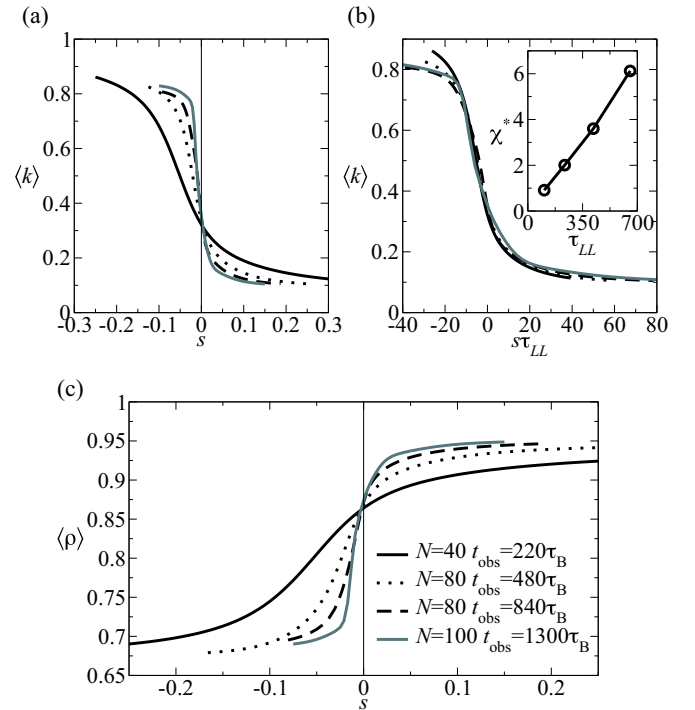 (a)
(b)
1
0.8
0.6
⟨k⟩
0.4
0.2
0
-0.3 -0.2 -0.1 0 0.1 0.2 0.3
s
0.8
0.6
⟨k⟩
0.4
0.2
0
-40 -20 0 20 40 60 80
sτ_LL
6
χ* 4
2
0
0 350 700
τ_LL
(c)
1
0.95
0.9
0.85
⟨ρ⟩
0.8
0.75
0.7
0.65
-0.2 -0.1 0 0.1 0.2
s
N=40 t_obs=220τ_B
N=80 t_obs=480τ_B
N=80 t_obs=840τ_B
N=100 t_obs=1300τ_B